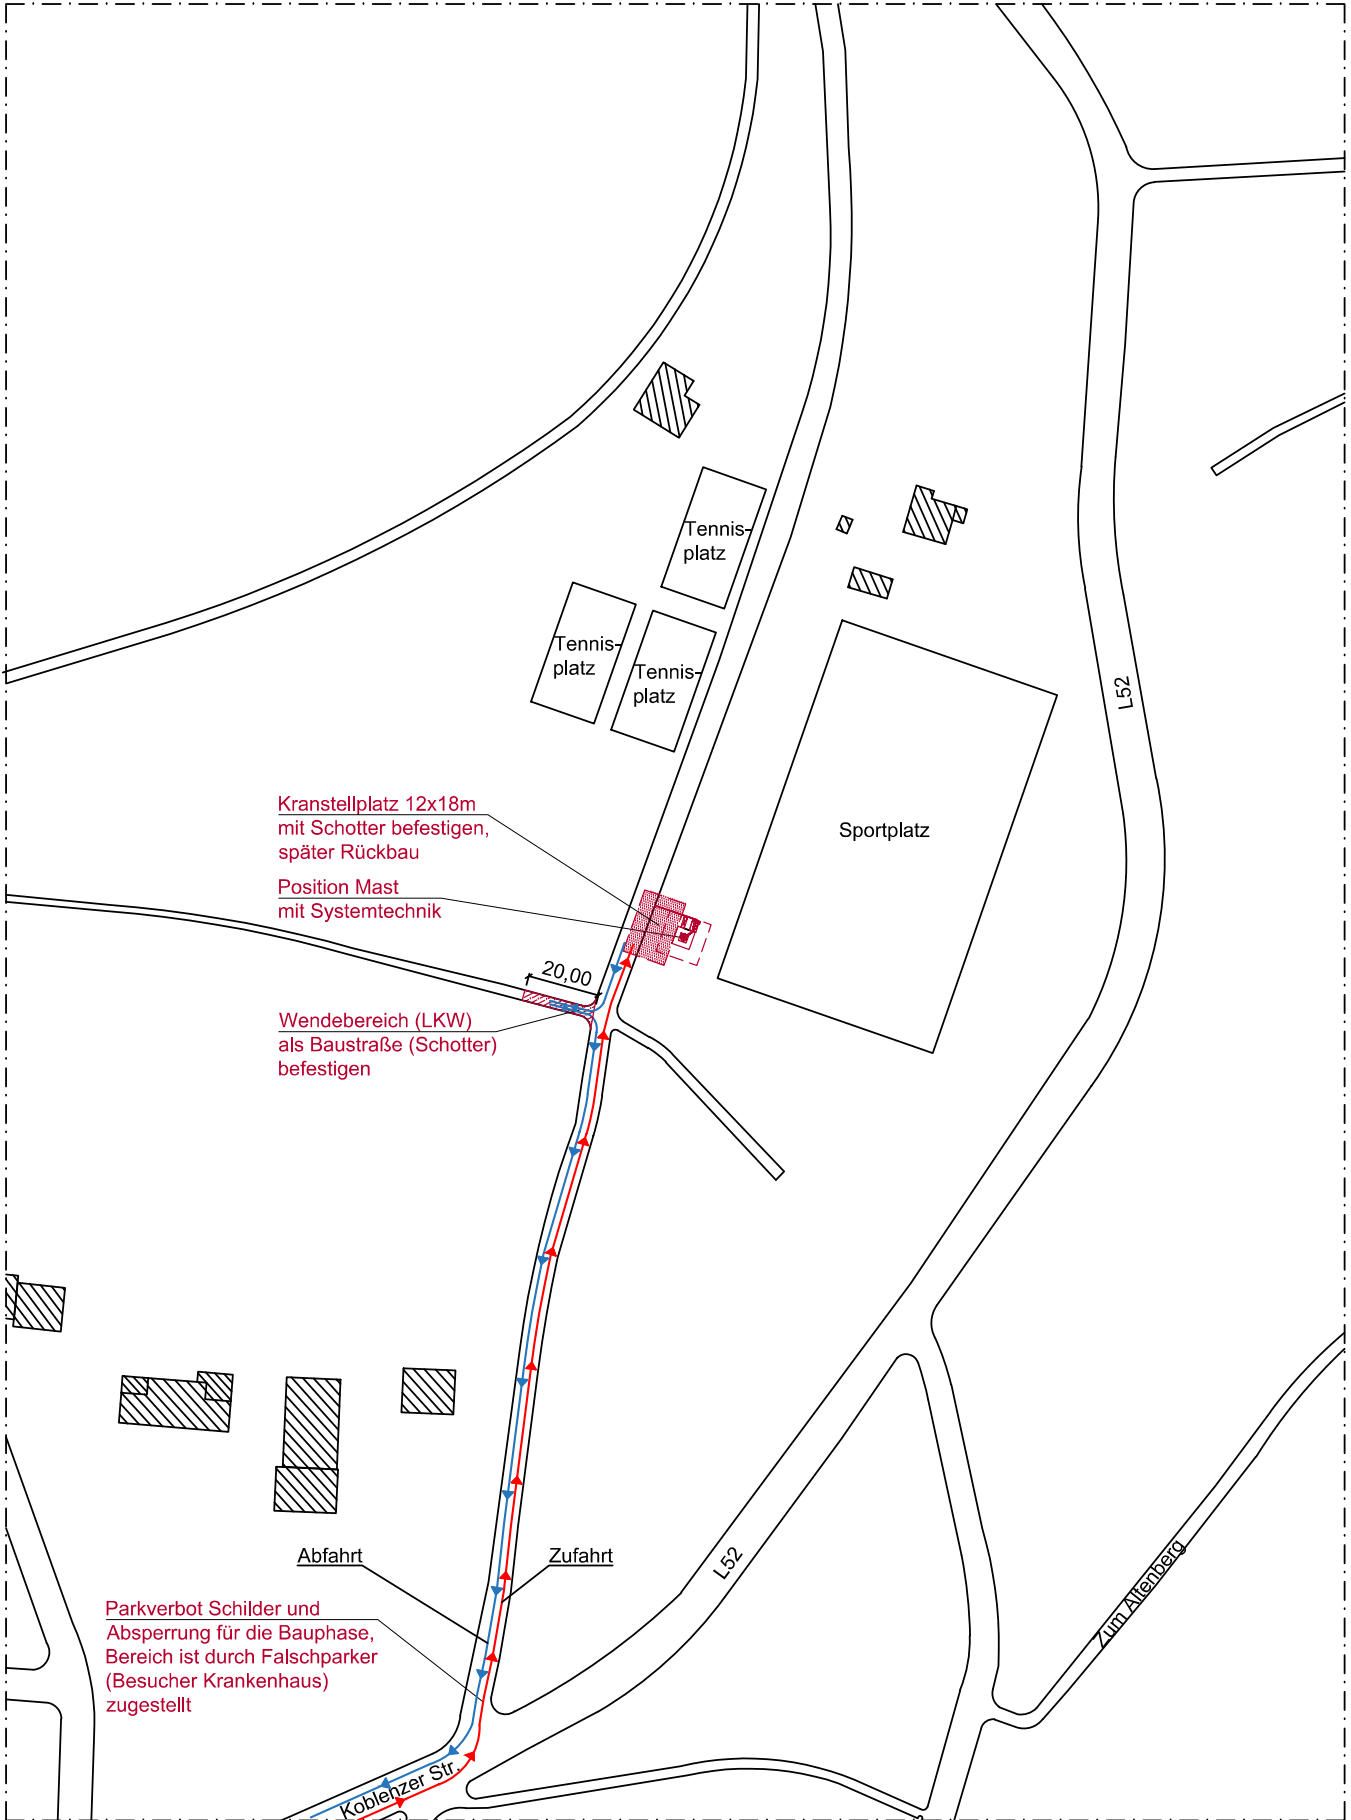 Tennis-
platz
Tennis-
platz
Tennis-
platz
L52
Kranstellplatz 12x18m
mit Schotter befestigen,
später Rückbau
Sportplatz
Position Mast
mit Systemtechnik
20,00
Wendebereich (LKW)
als Baustraße (Schotter)
befestigen
Abfahrt
Zufahrt
L52
Zum Altenberg
Parkverbot Schilder und
Absperrung für die Bauphase,
Bereich ist durch Falschparker
(Besucher Krankenhaus)
zugestellt
Koblenzer Str.